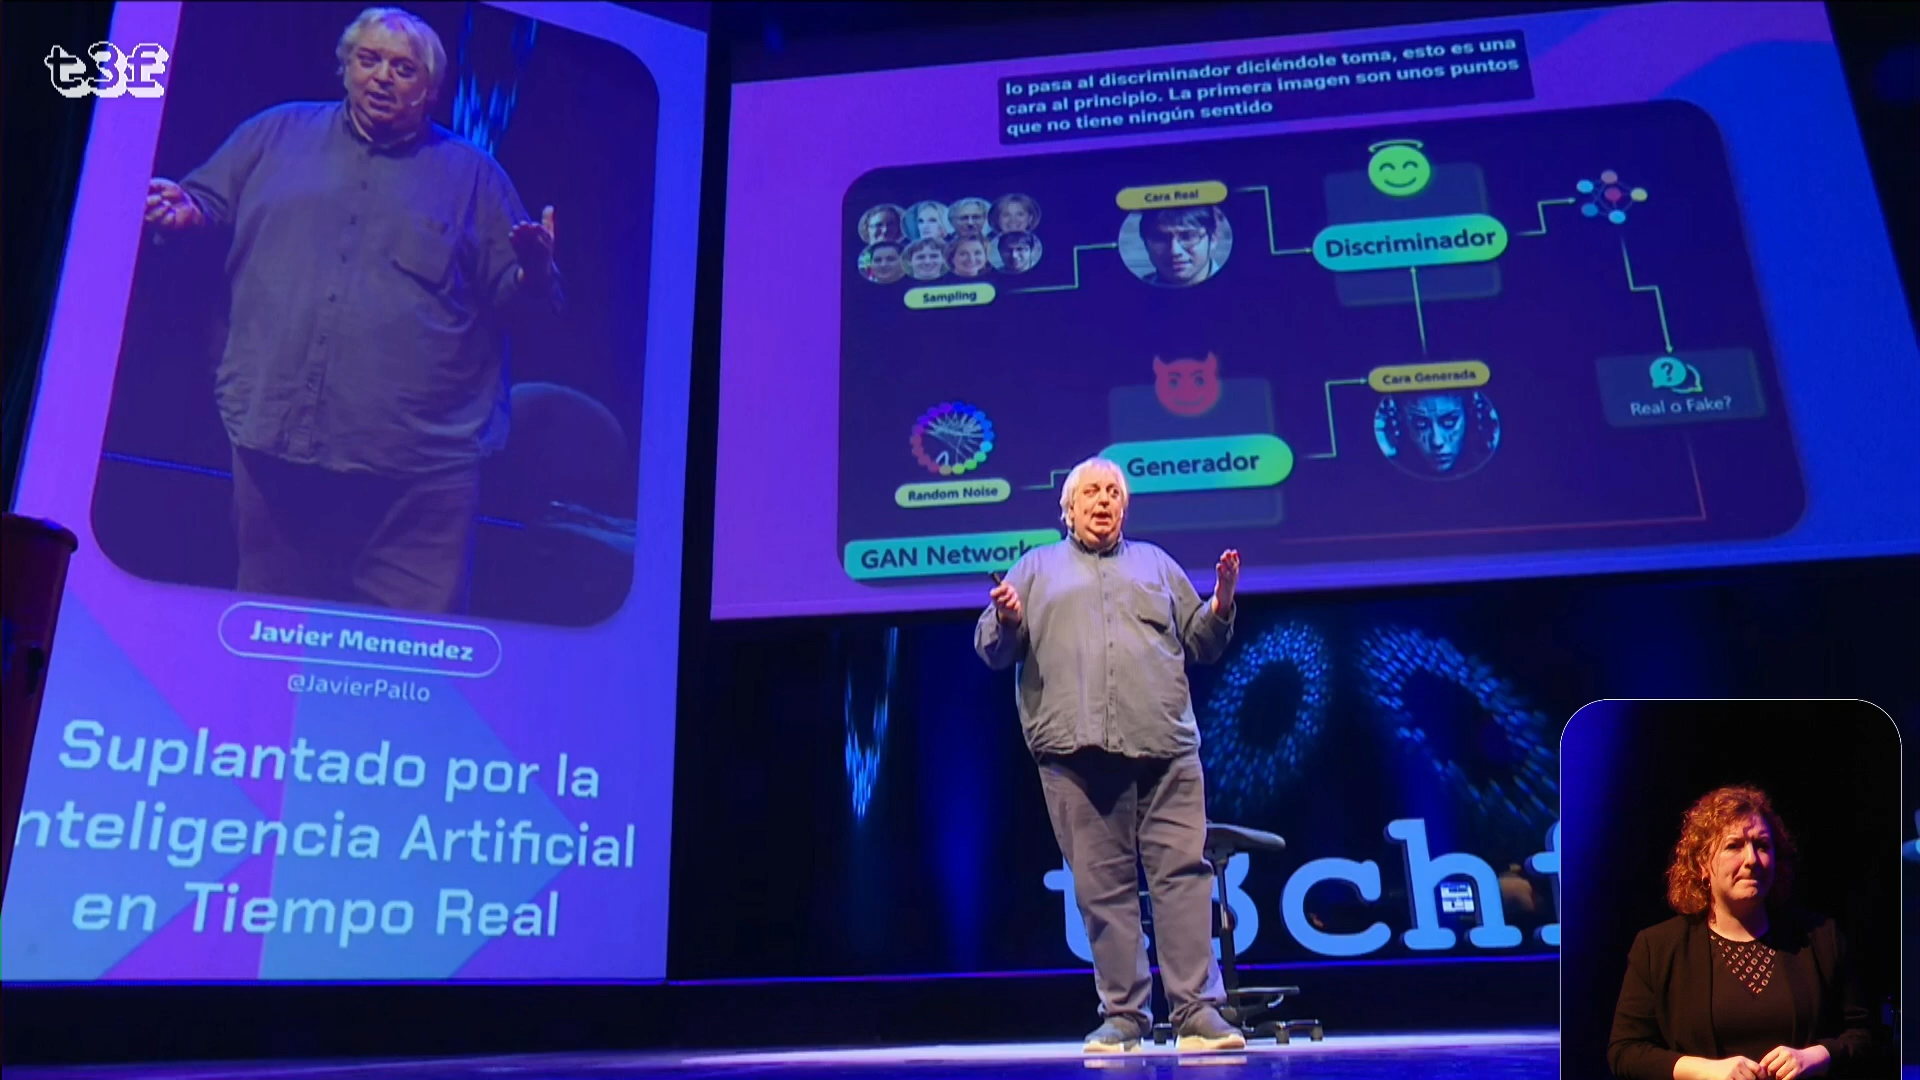 t3f
lo pasa al discriminador diciéndole toma, esto es una
cara al principio. La primera imagen son unos puntos
que no tiene ningún sentido
Cara Real
Discriminador
Sampling
Cara Generada
Real o Fake?
Generador
Random Noise
GAN Network
Javier Menendez
@JavierPallo
Suplantado por la
nteligencia Artificial
en Tiempo Real
t3chf